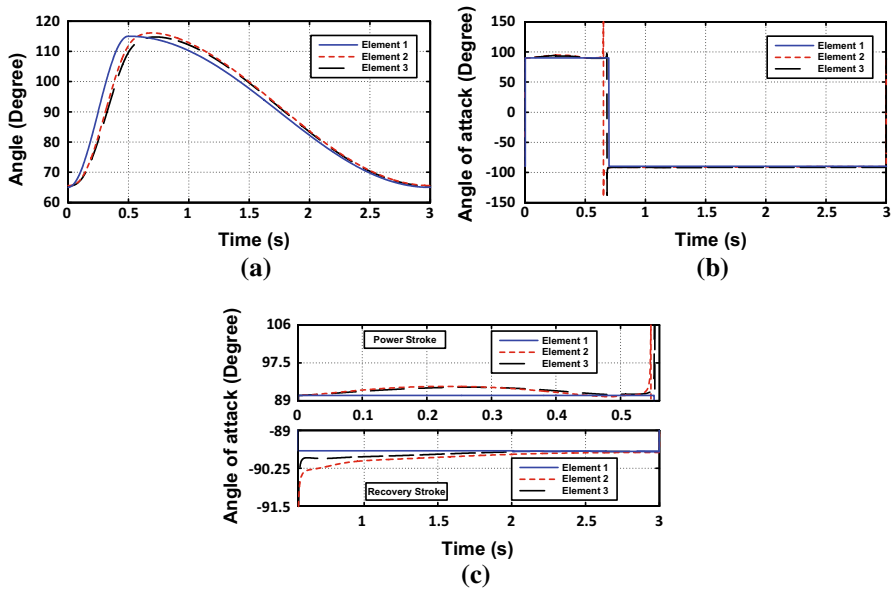 120
110
100
90
80
70
60
Angle (Degree)
Element 1
Element 2
Element 3
0
0.5
1
1.5
2
2.5
3
Time (s)
(a)
150
100
50
0
-50
-100
-150
Angle of attack (Degree)
Element 1
Element 2
Element 3
0
0.5
1
1.5
2
2.5
3
Time (s)
(b)
Angle of attack (Degree)
106
97.5
89
Power Stroke
Element 1
Element 2
Element 3
0
0.1
0.2
0.3
0.4
0.5
-89
-90.25
-91.5
Recovery Stroke
Element 1
Element 2
Element 3
1
1.5
2
2.5
3
Time (s)
(c)